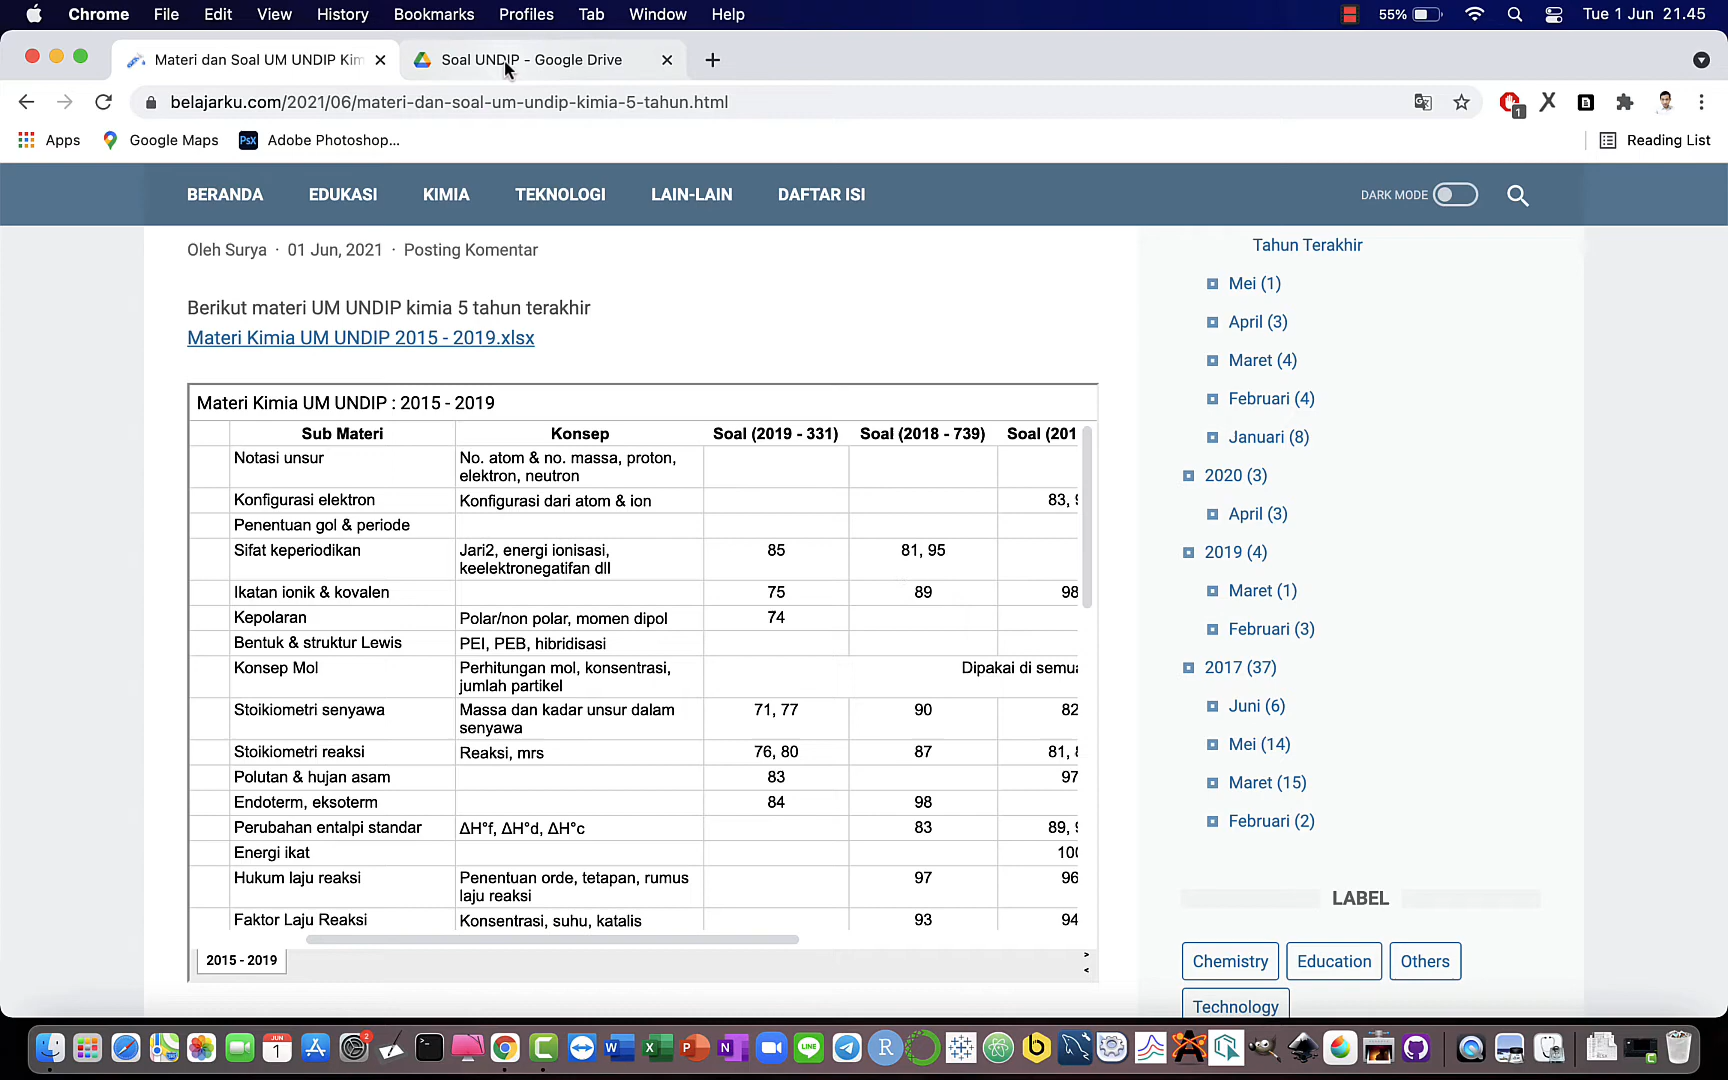 Chrome File Edit View History Bookmarks Profiles Tab Window Help 55% Tue 1 Jun 21.45
Materi dan Soal UM UNDIP Kim
Soal UNDIP - Google Drive
belajarku.com/2021/06/materi-dan-soal-um-undip-kimia-5-tahun.html 1
Apps Google Maps PsX Adobe Photoshop... Reading List
BERANDA EDUKASI KIMIA TEKNOLOGI LAIN-LAIN DAFTAR ISI DARK MODE
Oleh Surya · 01 Jun, 2021 · Posting Komentar
Berikut materi UM UNDIP kimia 5 tahun terakhir
Materi Kimia UM UNDIP 2015 - 2019.xlsx
Materi Kimia UM UNDIP : 2015 - 2019
Sub Materi Konsep Soal (2019 - 331) Soal (2018 - 739) Soal (201
Notasi unsur No. atom & no. massa, proton,
elektron, neutron
Konfigurasi elektron Konfigurasi dari atom & ion 83,
Penentuan gol & periode
Sifat keperiodikan Jari2, energi ionisasi, 85 81, 95
keelektronegatifan dll
Ikatan ionik & kovalen 75 89 98
Kepolaran Polar/non polar, momen dipol 74
Bentuk & struktur Lewis PEI, PEB, hibridisasi
Konsep Mol Perhitungan mol, konsentrasi, Dipakai di semua
jumlah partikel
Stoikiometri senyawa Massa dan kadar unsur dalam 71, 77 90 82
senyawa
Stoikiometri reaksi Reaksi, mrs 76, 80 87 81,
Polutan & hujan asam 83 97
Endoterm, eksoterm 84 98
Perubahan entalpi standar ΔH°f, ΔH°d, ΔH°c 83 89,
Energi ikat 100
Hukum laju reaksi Penentuan orde, tetapan, rumus 97 96
laju reaksi
Faktor Laju Reaksi Konsentrasi, suhu, katalis 93 94
2015 - 2019
Tahun Terakhir
Mei (1)
April (3)
Maret (4)
Februari (4)
Januari (8)
2020 (3)
April (3)
2019 (4)
Maret (1)
Februari (3)
2017 (37)
Juni (6)
Mei (14)
Maret (15)
Februari (2)
LABEL
Chemistry Education Others
Technology